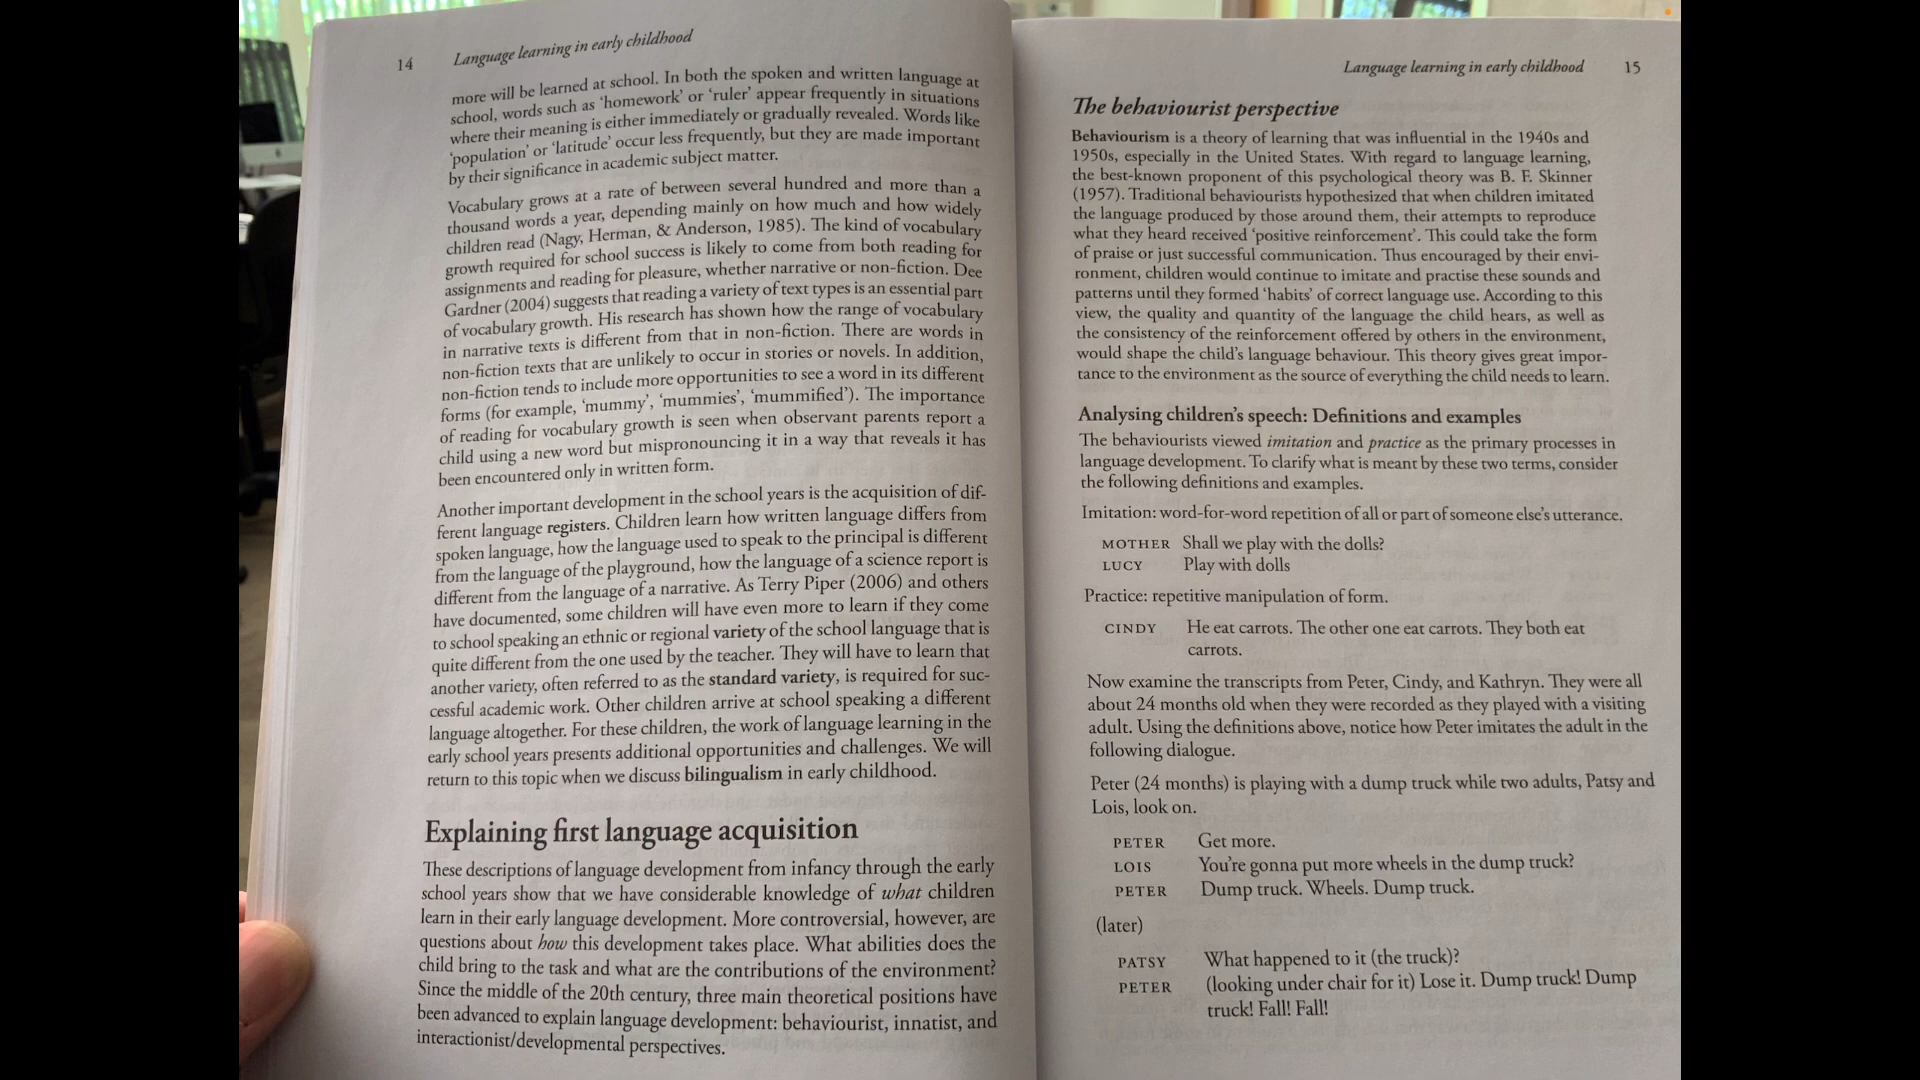 14 Language learning in early childhood
more will be learned at school. In both the spoken and written language at
school, words such as ‘homework’ or ‘ruler’ appear frequently in situations
where their meaning is either immediately or gradually revealed. Words like
‘population’ or ‘latitude’ occur less frequently, but they are made important
by their significance in academic subject matter.
Vocabulary grows at a rate of between several hundred and more than a
thousand words a year, depending mainly on how much and how widely
children read (Nagy, Herman, & Anderson, 1985). The kind of vocabulary
growth required for school success is likely to come from both reading for
assignments and reading for pleasure, whether narrative or non-fiction. Dee
Gardner (2004) suggests that reading a variety of text types is an essential part
of vocabulary growth. His research has shown how the range of vocabulary
in narrative texts is different from that in non-fiction. There are words in
non-fiction texts that are unlikely to occur in stories or novels. In addition,
non-fiction tends to include more opportunities to see a word in its different
forms (for example, ‘mummy’, ‘mummies’, ‘mummified’). The importance
of reading for vocabulary growth is seen when observant parents report a
child using a new word but mispronouncing it in a way that reveals it has
been encountered only in written form.
Another important development in the school years is the acquisition of dif-
ferent language registers. Children learn how written language differs from
spoken language, how the language used to speak to the principal is different
from the language of the playground, how the language of a science report is
different from the language of a narrative. As Terry Piper (2006) and others
have documented, some children will have even more to learn if they come
to school speaking an ethnic or regional variety of the school language that is
quite different from the one used by the teacher. They will have to learn that
another variety, often referred to as the standard variety, is required for suc-
cessful academic work. Other children arrive at school speaking a different
language altogether. For these children, the work of language learning in the
early school years presents additional opportunities and challenges. We will
return to this topic when we discuss bilingualism in early childhood.
Explaining first language acquisition
These descriptions of language development from infancy through the early
school years show that we have considerable knowledge of what children
learn in their early language development. More controversial, however, are
questions about how this development takes place. What abilities does the
child bring to the task and what are the contributions of the environment?
Since the middle of the 20th century, three main theoretical positions have
been advanced to explain language development: behaviourist, innatist, and
interactionist/developmental perspectives.
Language learning in early childhood 15
The behaviourist perspective
Behaviourism is a theory of learning that was influential in the 1940s and
1950s, especially in the United States. With regard to language learning,
the best-known proponent of this psychological theory was B. F. Skinner
(1957). Traditional behaviourists hypothesized that when children imitated
the language produced by those around them, their attempts to reproduce
what they heard received ‘positive reinforcement’. This could take the form
of praise or just successful communication. Thus encouraged by their envi-
ronment, children would continue to imitate and practise these sounds and
patterns until they formed ‘habits’ of correct language use. According to this
view, the quality and quantity of the language the child hears, as well as
the consistency of the reinforcement offered by others in the environment,
would shape the child’s language behaviour. This theory gives great impor-
tance to the environment as the source of everything the child needs to learn.
Analysing children’s speech: Definitions and examples
The behaviourists viewed imitation and practice as the primary processes in
language development. To clarify what is meant by these two terms, consider
the following definitions and examples.
Imitation: word-for-word repetition of all or part of someone else’s utterance.
MOTHER Shall we play with the dolls?
LUCY Play with dolls
Practice: repetitive manipulation of form.
CINDY He eat carrots. The other one eat carrots. They both eat
carrots.
Now examine the transcripts from Peter, Cindy, and Kathryn. They were all
about 24 months old when they were recorded as they played with a visiting
adult. Using the definitions above, notice how Peter imitates the adult in the
following dialogue.
Peter (24 months) is playing with a dump truck while two adults, Patsy and
Lois, look on.
PETER Get more.
LOIS You’re gonna put more wheels in the dump truck?
PETER Dump truck. Wheels. Dump truck.
(later)
PATSY What happened to it (the truck)?
PETER (looking under chair for it) Lose it. Dump truck! Dump
truck! Fall! Fall!